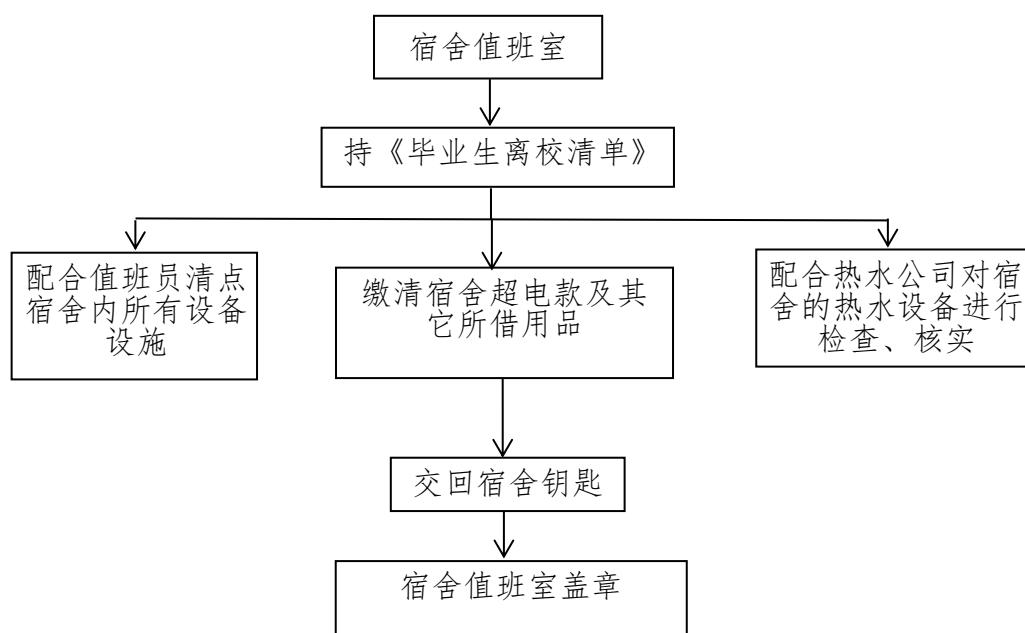 宿舍值班室
持《毕业生离校清单》
配合值班员清点
宿舍内所有设备
设施
缴清宿舍超电款及其
它所借用品
配合热水公司对宿
舍的热水设备进行
检查、核实
交回宿舍钥匙
宿舍值班室盖章